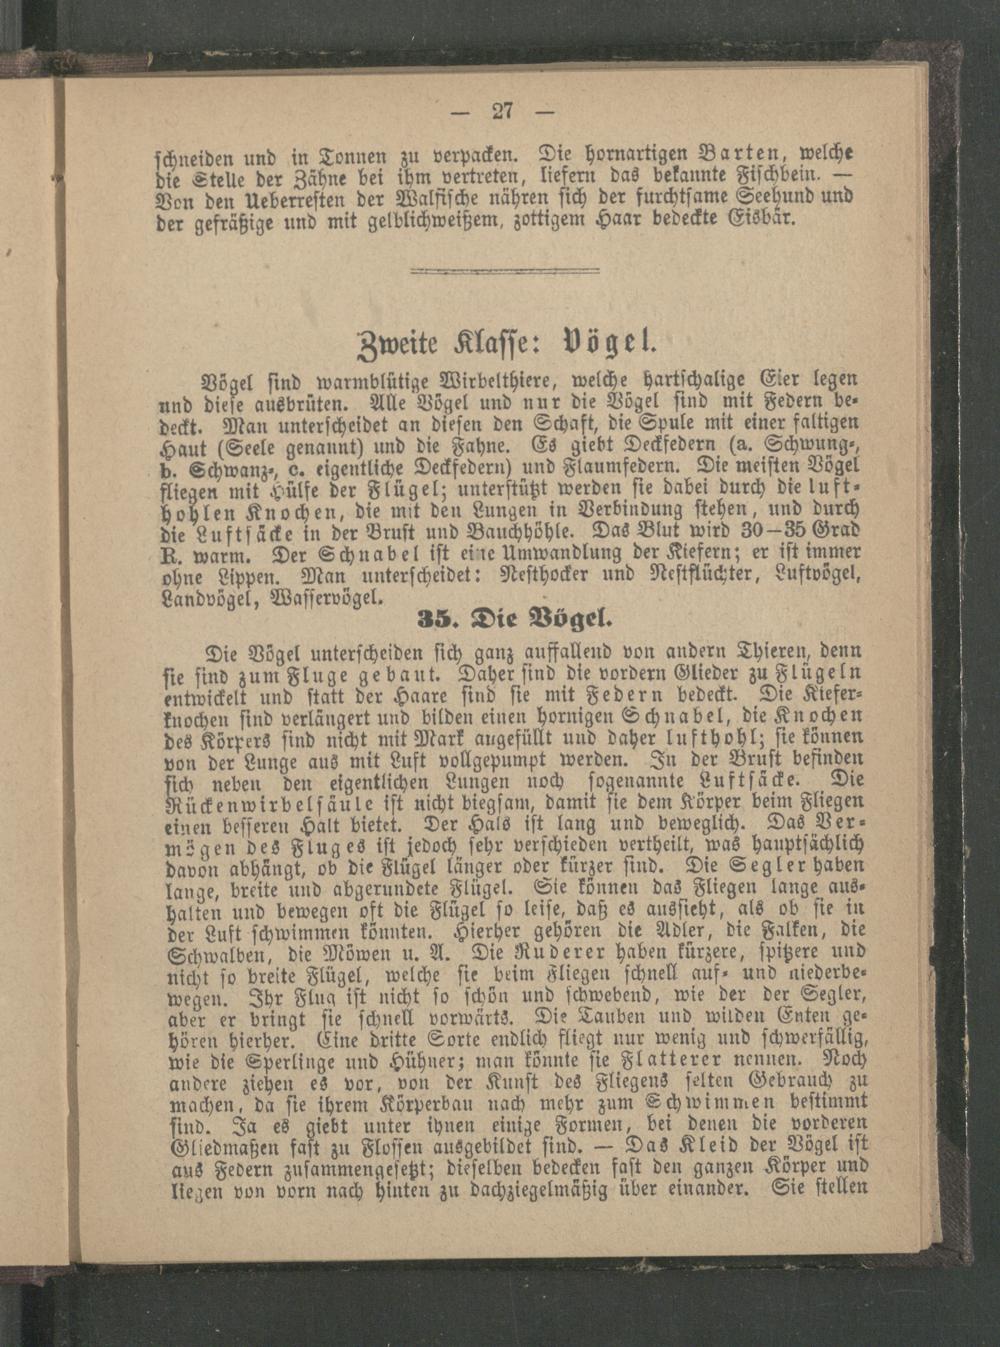 — 27 —
schneiden und in Tonnen zu verpacken. Die hornartigen Barten, welche
die Stelle der Zähne bei ihm vertreten, liefern das bekannte Fischbein. —
Von den Ueberresten der Walfische nähren sich der furchtsame Seehund und
der gefräßige und mit gelblichweißem, zottigem Haar bedeckte Eisbär.
Zweite Klasse: Vögel.
Vögel sind warmblütige Wirbelthiere, welche hartschalige Eier legen
und diese ausbrüten. Alle Vögel und nur die Vögel sind mit Federn be-
deckt. Man unterscheidet an diesen den Schaft, die Spule mit einer faltigen
Haut (Seele genannt) und die Fahne. Es giebt Deckfedern (a. Schwung-,
b. Schwanz-, c. eigentliche Deckfedern) und Flaumfedern. Die meisten Vögel
fliegen mit Hülfe der Flügel; unterstützt werden sie dabei durch die luft-
hohlen Knochen, die mit den Lungen in Verbindung stehen, und durch
die Luftsäcke in der Brust und Bauchhöhle. Das Blut wird 30—35 Grad
R. warm. Der Schnabel ist eine Umwandlung der Kiefern; er ist immer
ohne Lippen. Man unterscheidet: Nesthocker und Nestflüchter, Luftvögel,
Landvögel, Wasservögel.
35. Die Vögel.
Die Vögel unterscheiden sich ganz auffallend von andern Thieren, denn
sie sind zum Fluge gebaut. Daher sind die vordern Glieder zu Flügeln
entwickelt und statt der Haare sind sie mit Federn bedeckt. Die Kiefer-
knochen sind verlängert und bilden einen hornigen Schnabel, die Knochen
des Körpers sind nicht mit Mark angefüllt und daher lufthohl; sie können
von der Lunge aus mit Luft vollgepumpt werden. In der Brust befinden
sich neben den eigentlichen Lungen noch sogenannte Luftsäcke. Die
Rückenwirbelsäule ist nicht biegsam, damit sie dem Körper beim Fliegen
einen besseren Halt bietet. Der Hals ist lang und beweglich. Das Ver-
mögen des Fluges ist jedoch sehr verschieden vertheilt, was hauptsächlich
davon abhängt, ob die Flügel länger oder kürzer sind. Die Segler haben
lange, breite und abgerundete Flügel. Sie können das Fliegen lange aus-
halten und bewegen oft die Flügel so leise, daß es aussieht, als ob sie in
der Luft schwimmen könnten. Hierher gehören die Adler, die Falken, die
Schwalben, die Möwen u. A. Die Ruderer haben kürzere, spitzere und
nicht so breite Flügel, welche sie beim Fliegen schnell auf- und niederbe-
wegen. Ihr Flug ist nicht so schön und schwebend, wie der der Segler,
aber er bringt sie schnell vorwärts. Die Tauben und wilden Enten ge-
hören hierher. Eine dritte Sorte endlich fliegt nur wenig und schwerfällig,
wie die Sperlinge und Hühner; man könnte sie Flatterer nennen. Noch
andere ziehen es vor, von der Kunst des Fliegens selten Gebrauch zu
machen, da sie ihrem Körperbau nach mehr zum Schwimmen bestimmt
sind. Ja es giebt unter ihnen einige Formen, bei denen die vorderen
Gliedmaßen fast zu Flossen ausgebildet sind. — Das Kleid der Vögel ist
aus Federn zusammengesetzt; dieselben bedecken fast den ganzen Körper und
liegen von vorn nach hinten zu dachziegelmäßig über einander. Sie stellen